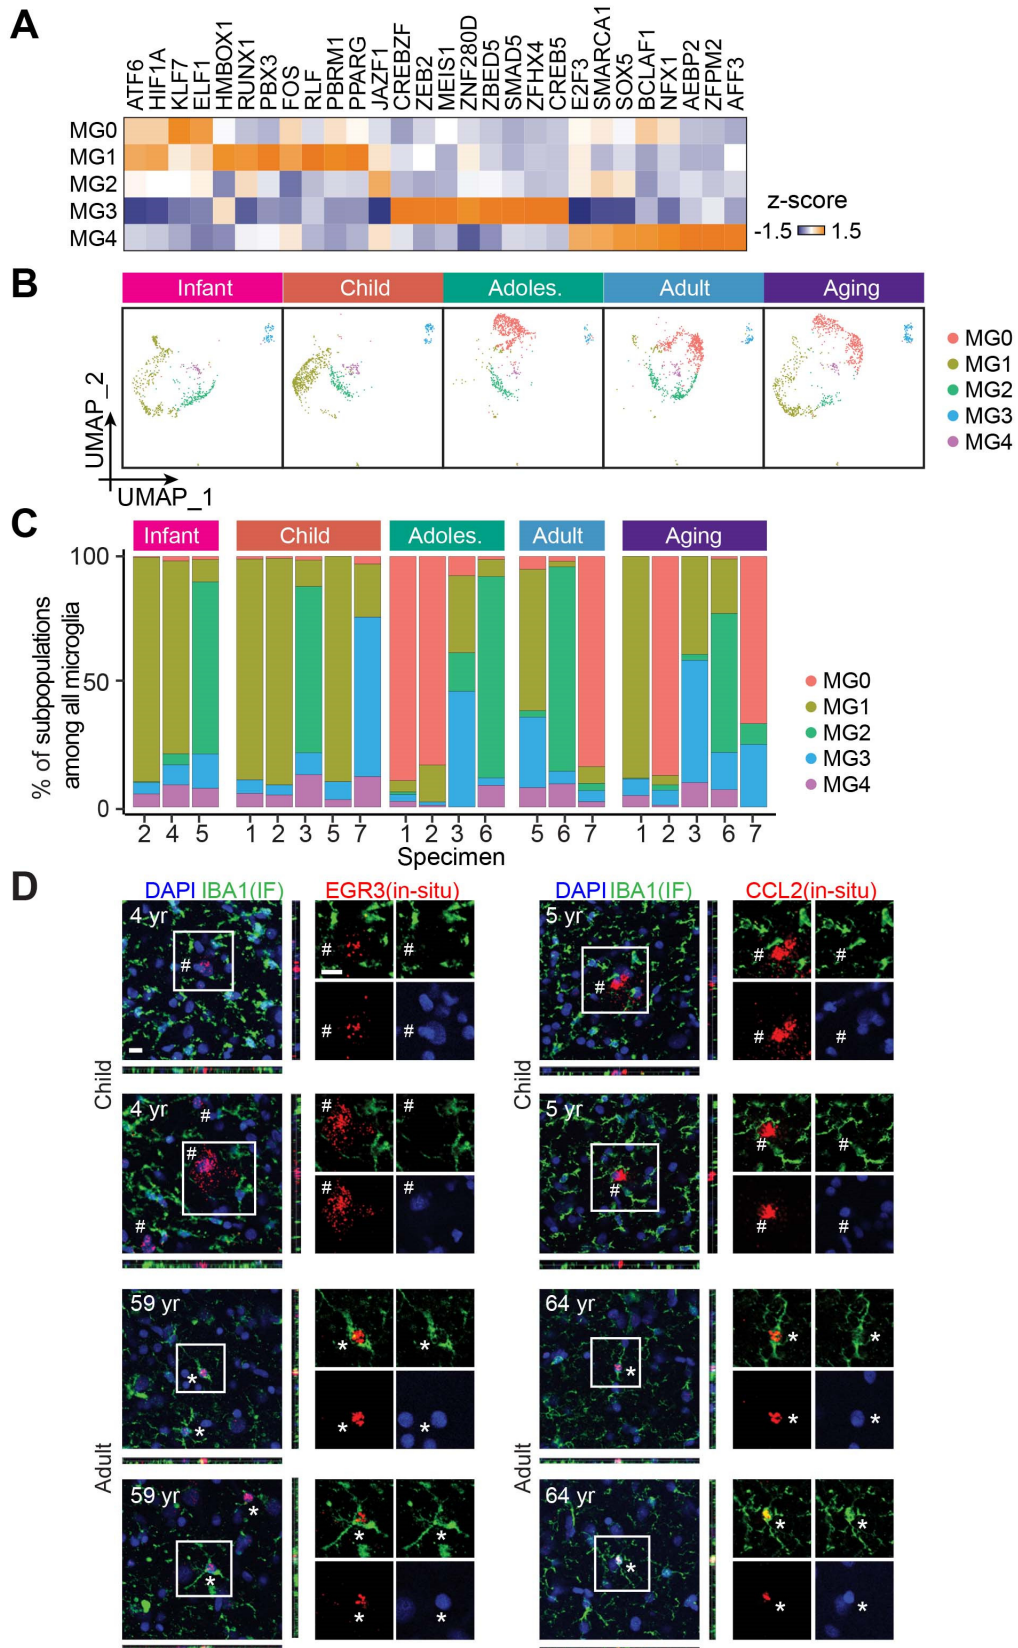 A
ATF6 HIF1A KLF7 ELF1 HMBOX1 RUNX1 PBX3 FOS RLF PBRM1 PPARG JAZF1 CREBZF ZEB2 MEIS1 ZNF280D ZBED5 SMAD5 ZFHX4 CREB5 E2F3 SMARCA1 SOX5 BCLAF1 NFX1 AEBP2 ZFPM2 AFF3
MG0
MG1
MG2
MG3
MG4
z-score
-1.5 1.5
B
Infant Child Adoles. Adult Aging
MG0
MG1
MG2
MG3
MG4
UMAP_2
UMAP_1
C
Infant Child Adoles. Adult Aging
% of subpopulations
among all microglia
100
50
0
MG0
MG1
MG2
MG3
MG4
2 4 5 1 2 3 5 7 1 2 3 6 5 6 7 1 2 3 6 7
Specimen
D
DAPI IBA1(IF) EGR3(in-situ) DAPI IBA1(IF) CCL2(in-situ)
4 yr # # # # # 5 yr # # # # #
Child Child
4 yr # # # # # # # 5 yr # # # # #
59 yr * * * * * * 64 yr * * * * *
Adult Adult
59 yr * * * * * * 64 yr * * * * *